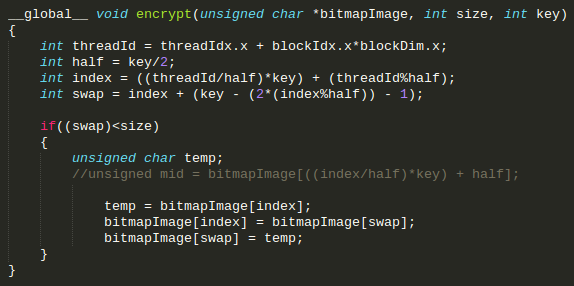 __global__ void encrypt(unsigned char *bitmapImage, int size, int key)
{
int threadId = threadIdx.x + blockIdx.x*blockDim.x;
int half = key/2;
int index = ((threadId/half)*key) + (threadId%half);
int swap = index + (key - (2*(index%half)) - 1);
if((swap)<size)
{
unsigned char temp;
//unsigned mid = bitmapImage[((index/half)*key) + half];
temp = bitmapImage[index];
bitmapImage[index] = bitmapImage[swap];
bitmapImage[swap] = temp;
}
}